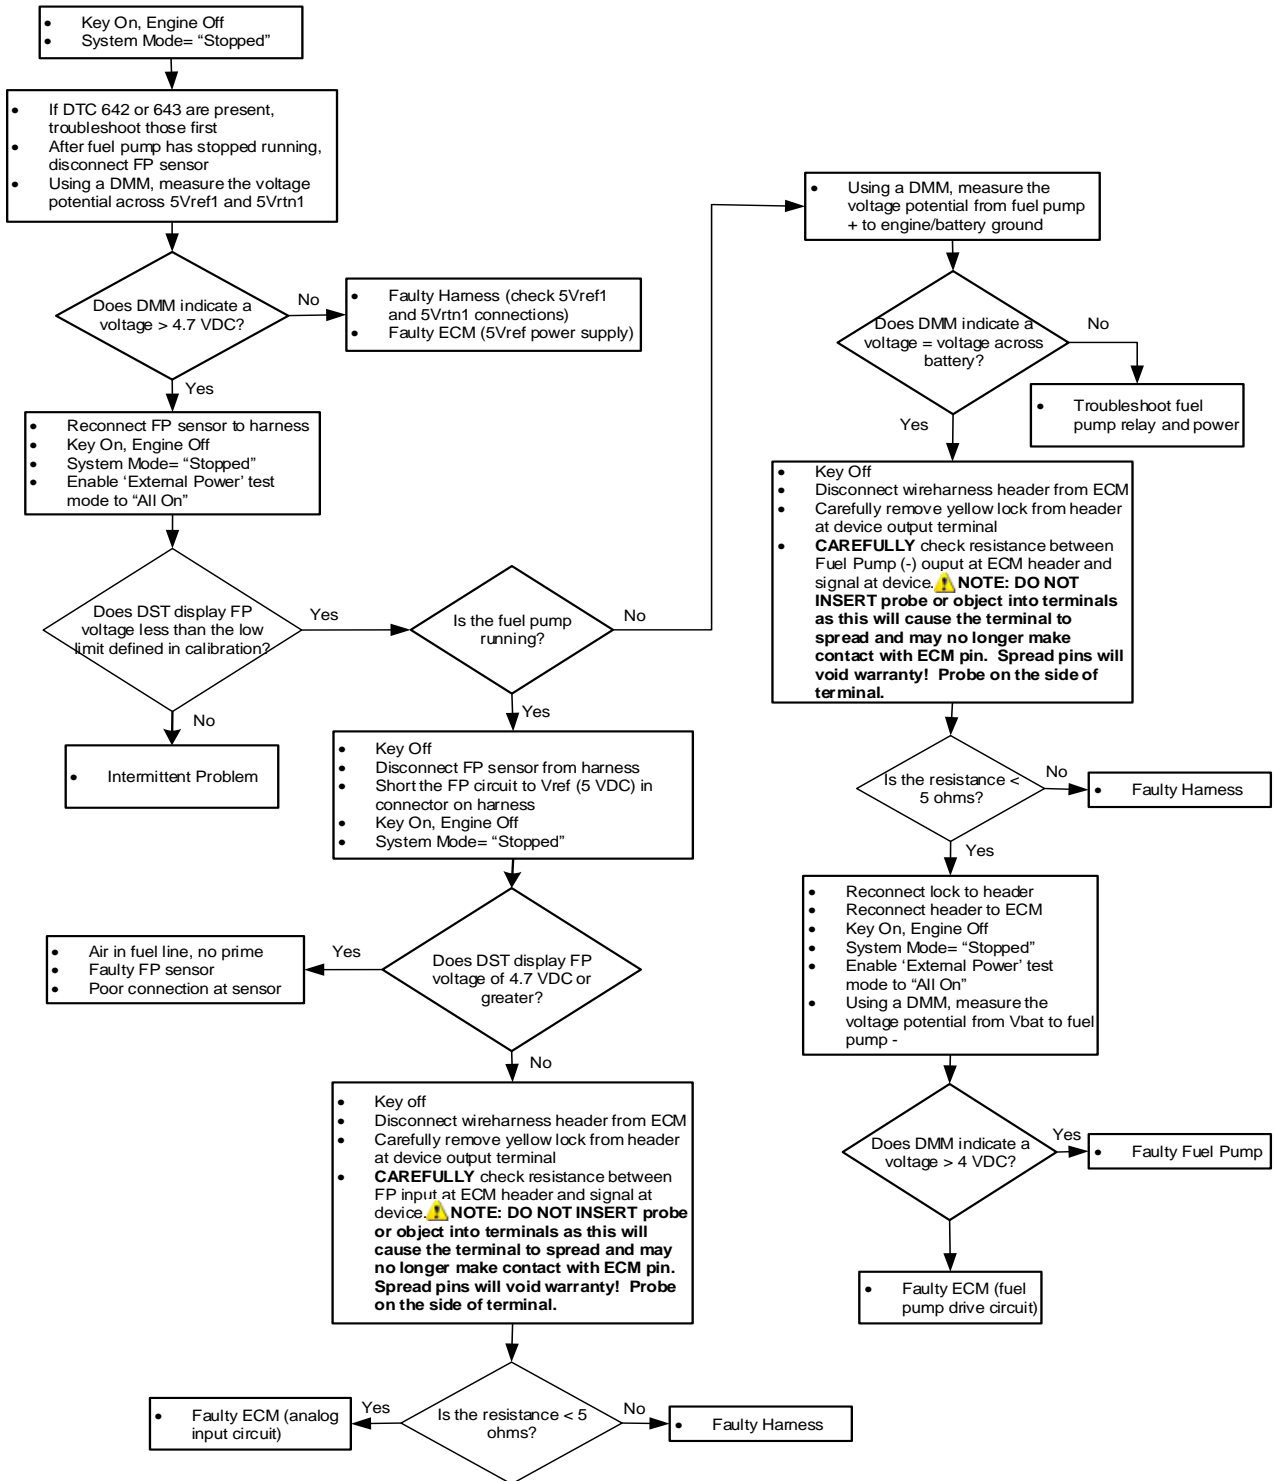 • Key On, Engine Off
• System Mode= “Stopped”
• If DTC 642 or 643 are present,
troubleshoot those first
• After fuel pump has stopped running,
disconnect FP sensor
• Using a DMM, measure the voltage
potential across 5Vref1 and 5Vrtn1
Does DMM indicate a
voltage > 4.7 VDC?
No
• Faulty Harness (check 5Vref1
and 5Vrtn1 connections)
• Faulty ECM (5Vref power supply)
Yes
• Reconnect FP sensor to harness
• Key On, Engine Off
• System Mode= “Stopped”
• Enable ‘External Power’ test
mode to “All On”
Does DST display FP
voltage less than the low
limit defined in calibration?
No
• Intermittent Problem
Yes
Is the fuel pump
running?
No
Yes
• Key Off
• Disconnect FP sensor from harness
• Short the FP circuit to Vref (5 VDC) in
connector on harness
• Key On, Engine Off
• System Mode= “Stopped”
Does DST display FP
voltage of 4.7 VDC or
greater?
Yes
• Air in fuel line, no prime
• Faulty FP sensor
• Poor connection at sensor
No
• Key off
• Disconnect wireharness header from ECM
• Carefully remove yellow lock from header
at device output terminal
• CAREFULLY check resistance between
FP input at ECM header and signal at
device. NOTE: DO NOT INSERT probe
or object into terminals as this will
cause the terminal to spread and may
no longer make contact with ECM pin.
Spread pins will void warranty! Probe
on the side of terminal.
Is the resistance < 5
ohms?
Yes
• Faulty ECM (analog
input circuit)
No
• Faulty Harness
• Using a DMM, measure the
voltage potential from fuel pump
+ to engine/battery ground
Does DMM indicate a
voltage = voltage across
battery?
No
• Troubleshoot fuel
pump relay and power
Yes
• Key Off
• Disconnect wireharness header from ECM
• Carefully remove yellow lock from header
at device output terminal
• CAREFULLY check resistance between
Fuel Pump (-) ouput at ECM header and
signal at device. NOTE: DO NOT
INSERT probe or object into terminals
as this will cause the terminal to
spread and may no longer make
contact with ECM pin. Spread pins will
void warranty! Probe on the side of
terminal.
Is the resistance <
5 ohms?
No
• Faulty Harness
Yes
• Reconnect lock to header
• Reconnect header to ECM
• Key On, Engine Off
• System Mode= “Stopped”
• Enable ‘External Power’ test
mode to “All On”
• Using a DMM, measure the
voltage potential from Vbat to fuel
pump -
Does DMM indicate a
voltage > 4 VDC?
Yes
• Faulty Fuel Pump
• Faulty ECM (fuel
pump drive circuit)